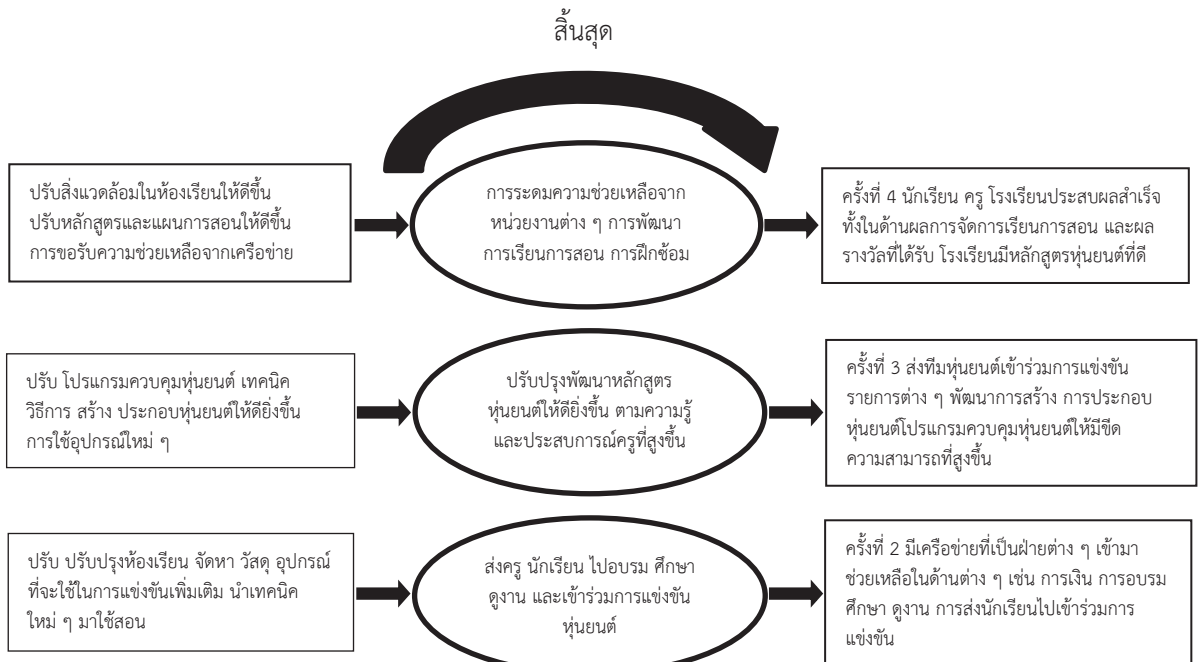 สิ้นสุด
ปรับสิ่งแวดล้อมในห้องเรียนให้ดีขึ้น
ปรับหลักสูตรและแผนการสอนให้ดีขึ้น
การขอรับความช่วยเหลือจากเครือข่าย
การระดมความช่วยเหลือจาก
หน่วยงานต่าง ๆ การพัฒนา
การเรียนการสอน การฝึกซ้อม
ครั้งที่ 4 นักเรียน ครู โรงเรียนประสบผลสำเร็จ
ทั้งในด้านผลการจัดการเรียนการสอน และผล
รางวัลที่ได้รับ โรงเรียนมีหลักสูตรหุ่นยนต์ที่ดี
ปรับ โปรแกรมควบคุมหุ่นยนต์ เทคนิค
วิธีการ สร้าง ประกอบหุ่นยนต์ให้ดียิ่งขึ้น
การใช้อุปกรณ์ใหม่ ๆ
ปรับปรุงพัฒนาหลักสูตร
หุ่นยนต์ให้ดียิ่งขึ้น ตามความรู้
และประสบการณ์ครูที่สูงขึ้น
ครั้งที่ 3 ส่งทีมหุ่นยนต์เข้าร่วมการแข่งขัน
รายการต่าง ๆ พัฒนาการสร้าง การประกอบ
หุ่นยนต์โปรแกรมควบคุมหุ่นยนต์ให้มีขีด
ความสามารถที่สูงขึ้น
ปรับ ปรับปรุงห้องเรียน จัดหา วัสดุ อุปกรณ์
ที่จะใช้ในการแข่งขันเพิ่มเติม นำเทคนิค
ใหม่ ๆ มาใช้สอน
ส่งครู นักเรียน ไปอบรม ศึกษา
ดูงาน และเข้าร่วมการแข่งขัน
หุ่นยนต์
ครั้งที่ 2 มีเครือข่ายที่เป็นฝ่ายต่าง ๆ เข้ามา
ช่วยเหลือในด้านต่าง ๆ เช่น การเงิน การอบรม
ศึกษา ดูงาน การส่งนักเรียนไปเข้าร่วมการ
แข่งขัน